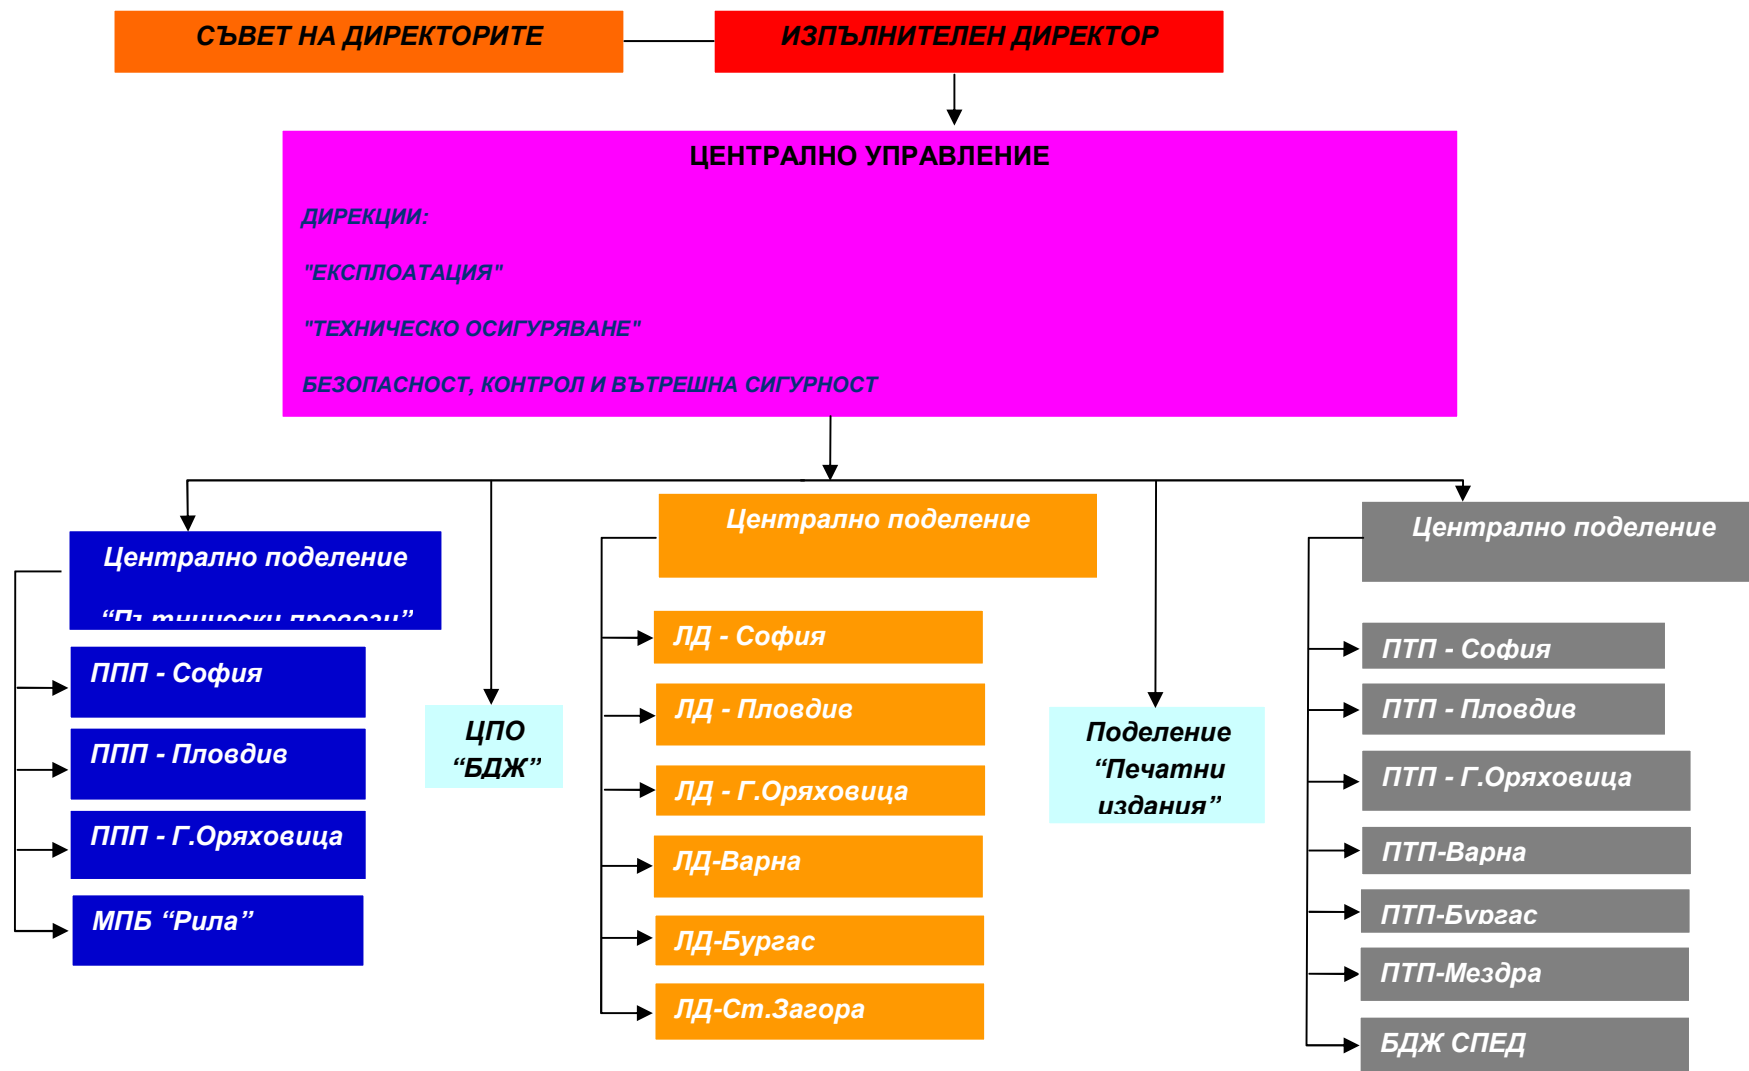 СЪВЕТ НА ДИРЕКТОРИТЕ
ИЗПЪЛНИТЕЛЕН ДИРЕКТОР
ЦЕНТРАЛНО УПРАВЛЕНИЕ
ДИРЕКЦИИ:
"ЕКСПЛОАТАЦИЯ"
"ТЕХНИЧЕСКО ОСИГУРЯВАНЕ"
БЕЗОПАСНОСТ, КОНТРОЛ И ВЪТРЕШНА СИГУРНОСТ
Централно поделение
“Пътнически превози”
ППП - София
ППП - Пловдив
ППП - Г.Оряховица
МПБ “Рила”
ЦПО
“БДЖ”
Централно поделение
ЛД - София
ЛД - Пловдив
ЛД - Г.Оряховица
ЛД-Варна
ЛД-Бургас
ЛД-Ст.Загора
Поделение
“Печатни
издания”
Централно поделение
ПТП - София
ПТП - Пловдив
ПТП - Г.Оряховица
ПТП-Варна
ПТП-Бургас
ПТП-Мездра
БДЖ СПЕД